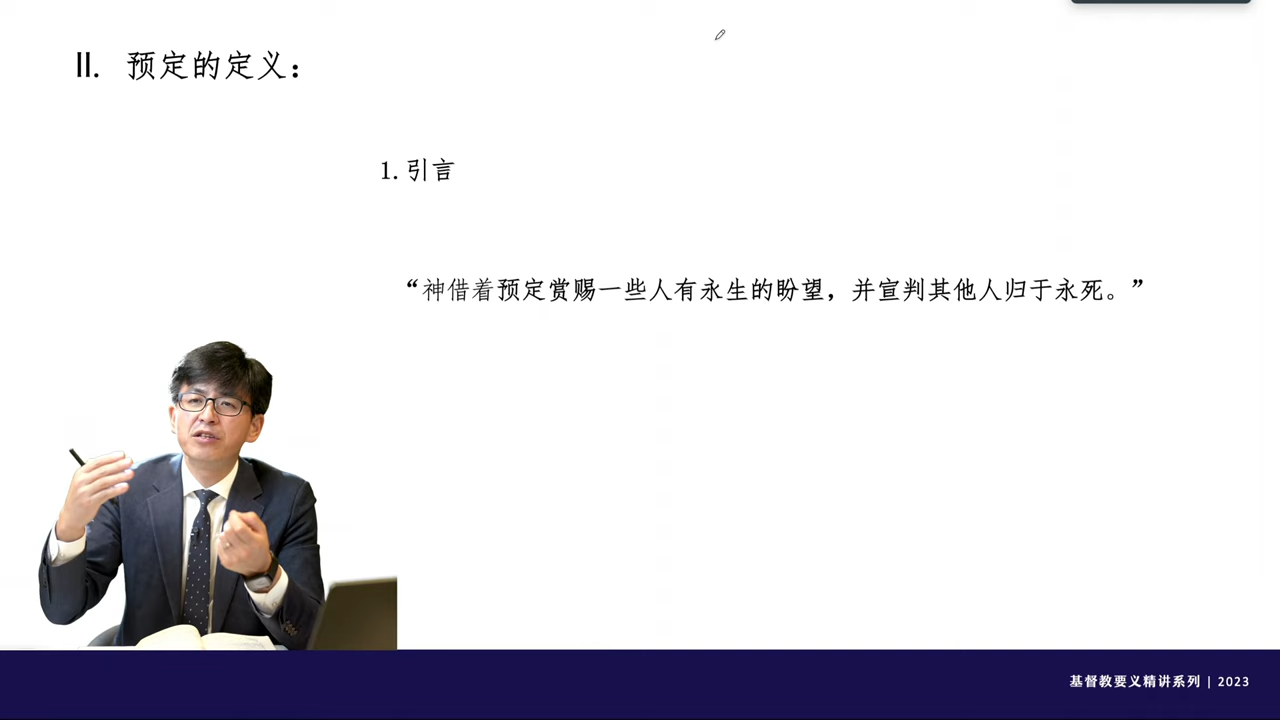 II. 预定的定义：
1. 引言
“神借着预定赏赐一些人有永生的盼望，并宣判其他人归于永死。”
基督教要义精讲系列 | 2023